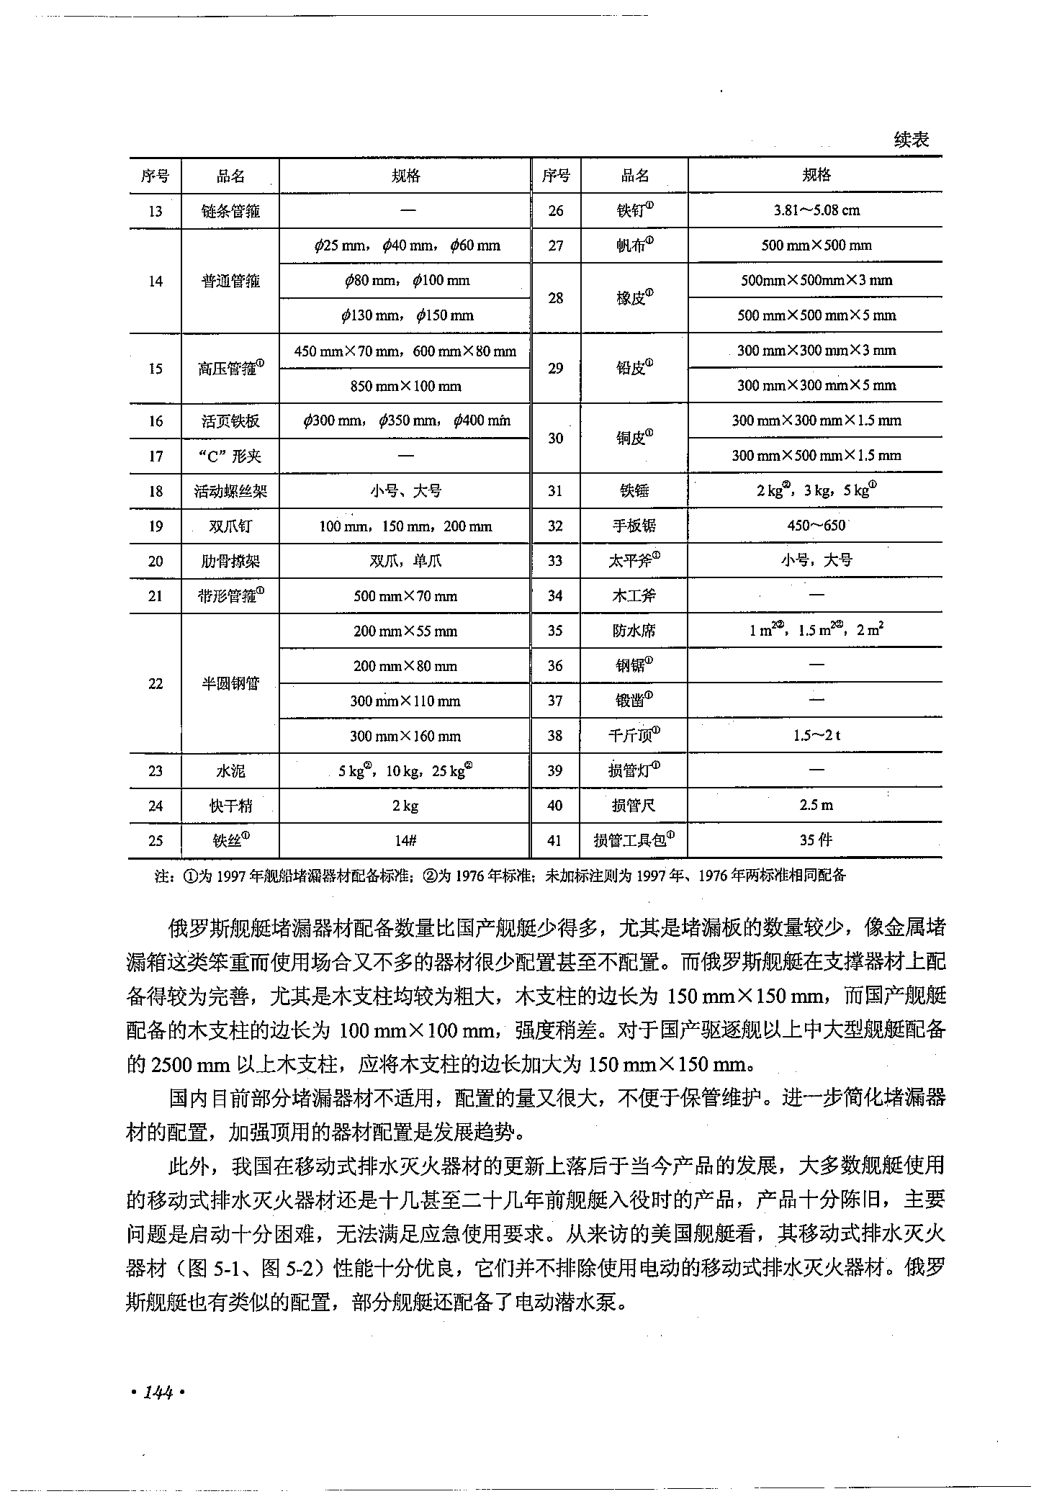 续表
序号 品名 规格 序号 品名 规格
13 链条管箍 — 26 铁钉① 3.81～5.08 cm
14 普通管箍 ϕ25 mm，ϕ40 mm，ϕ60 mm 27 帆布① 500 mm×500 mm
ϕ80 mm，ϕ100 mm 28 橡皮① 500mm×500mm×3 mm
ϕ130 mm，ϕ150 mm 500 mm×500 mm×5 mm
15 高压管箍① 450 mm×70 mm，600 mm×80 mm 29 铅皮① 300 mm×300 mm×3 mm
850 mm×100 mm 300 mm×300 mm×5 mm
16 活页铁板 ϕ300 mm，ϕ350 mm，ϕ400 mm 30 铜皮① 300 mm×300 mm×1.5 mm
17 “C”形夹 — 300 mm×500 mm×1.5 mm
18 活动螺丝架 小号、大号 31 铁锤 2 kg②，3 kg，5 kg①
19 双爪钉 100 mm，150 mm，200 mm 32 手板锯 450～650
20 肋骨撑架 双爪，单爪 33 太平斧① 小号，大号
21 带形管箍① 500 mm×70 mm 34 木工斧 —
22 半圆钢管 200 mm×55 mm 35 防水席 1 m²②，1.5 m²②，2 m²
200 mm×80 mm 36 钢锯① —
300 mm×110 mm 37 锻凿① —
300 mm×160 mm 38 千斤顶① 1.5～2 t
23 水泥 5 kg②，10 kg，25 kg② 39 损管灯① —
24 快干精 2 kg 40 损管尺 2.5 m
25 铁丝① 14# 41 损管工具包① 35 件
注：①为 1997 年舰船堵漏器材配备标准；②为 1976 年标准；未加标注则为 1997 年、1976 年两标准相同配备
俄罗斯舰艇堵漏器材配备数量比国产舰艇少得多，尤其是堵漏板的数量较少，像金属堵
漏箱这类笨重而使用场合又不多的器材很少配置甚至不配置。而俄罗斯舰艇在支撑器材上配
备得较为完善，尤其是木支柱均较为粗大，木支柱的边长为 150 mm×150 mm，而国产舰艇
配备的木支柱的边长为 100 mm×100 mm，强度稍差。对于国产驱逐舰以上中大型舰艇配备
的 2500 mm 以上木支柱，应将木支柱的边长加大为 150 mm×150 mm。
国内目前部分堵漏器材不适用，配置的量又很大，不便于保管维护。进一步简化堵漏器
材的配置，加强顶用的器材配置是发展趋势。
此外，我国在移动式排水灭火器材的更新上落后于当今产品的发展，大多数舰艇使用
的移动式排水灭火器材还是十几甚至二十几年前舰艇入役时的产品，产品十分陈旧，主要
问题是启动十分困难，无法满足应急使用要求。从来访的美国舰艇看，其移动式排水灭火
器材（图 5-1、图 5-2）性能十分优良，它们并不排除使用电动的移动式排水灭火器材。俄罗
斯舰艇也有类似的配置，部分舰艇还配备了电动潜水泵。
·144·